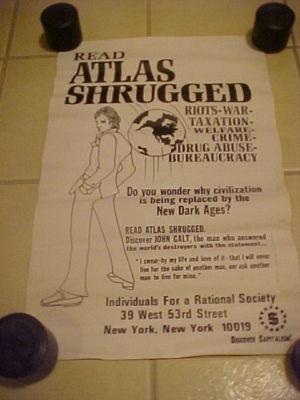 READ
ATLAS
SHRUGGED
RIOTS-WAR-
TAXATION-
WELFARE-
CRIME-
DRUG ABUSE-
BUREAUCRACY
Do you wonder why civilization
is being replaced by the
New Dark Ages?
READ ATLAS SHRUGGED.
Discover JOHN GALT, the man who answered
the world's destroyers with the statement...
"I swear-by my life and love of it-that I will never
live for the sake of another man, nor ask another
man to live for mine."
Individuals For a Rational Society
39 West 53rd Street
New York, New York 10019
$
DISCOVER CAPITALISM!